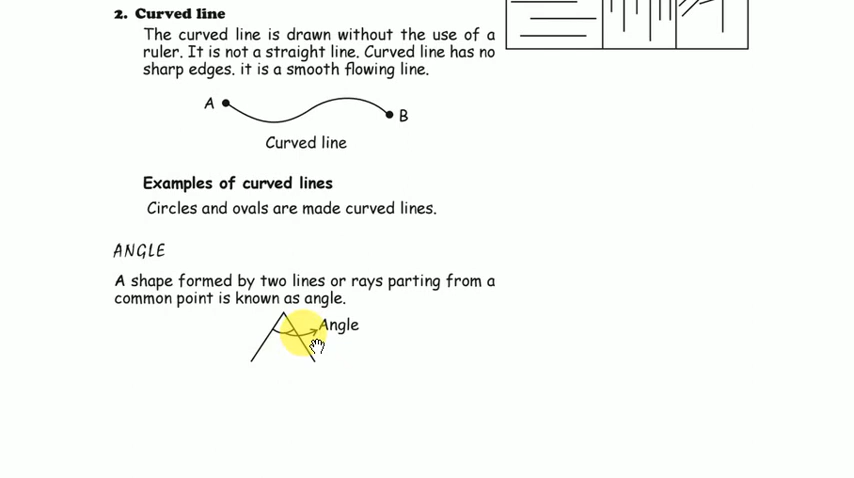 2. Curved line
The curved line is drawn without the use of a
ruler. It is not a straight line. Curved line has no
sharp edges. it is a smooth flowing line.
A
B
Curved line
Examples of curved lines
Circles and ovals are made curved lines.
ANGLE
A shape formed by two lines or rays parting from a
common point is known as angle.
Angle